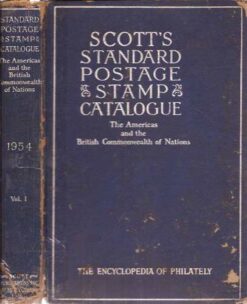 STANDARD
POSTAGE
STAMP
CATALOGUE
The Americas
and the
British
Commonwealth
of Nations
1954
Vol. I
SCOTT
SCOTT'S
STANDARD
POSTAGE
STAMP
CATALOGUE
The Americas
and the
British Commonwealth of Nations
THE ENCYCLOPEDIA OF PHILATELY